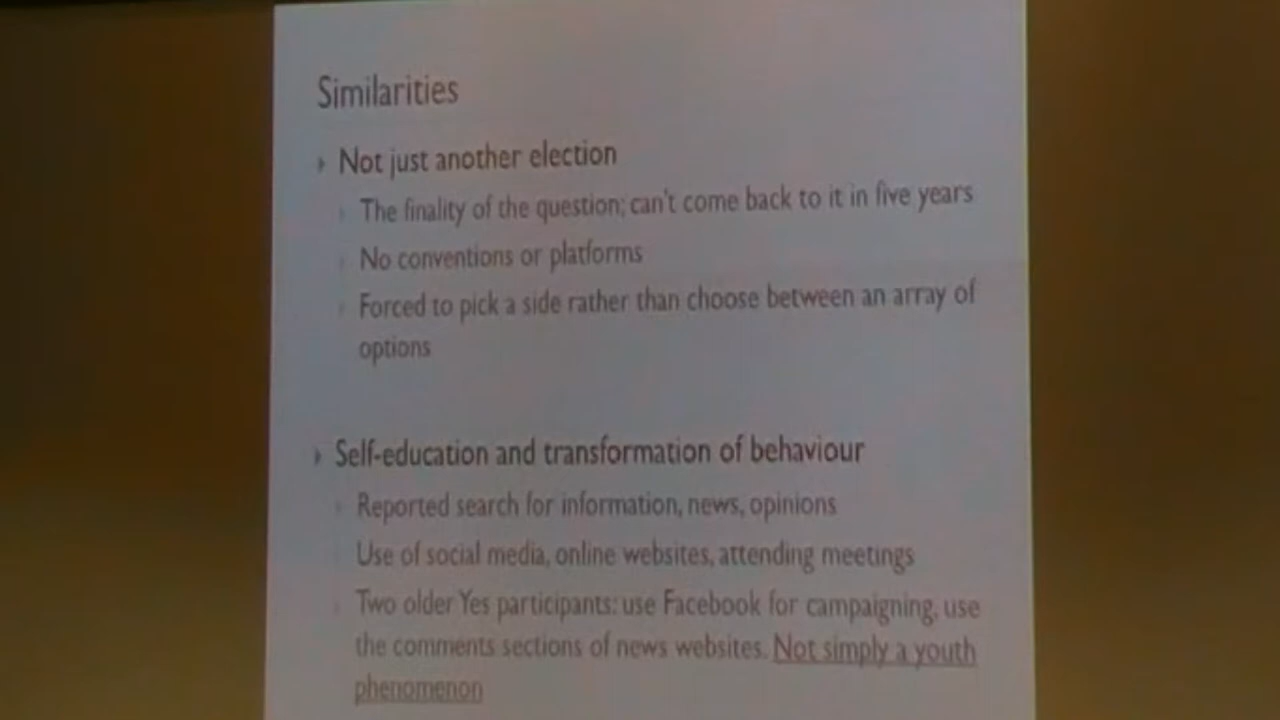 Similarities
Not just another election
The finality of the question; can't come back to it in five years
No conventions or platforms
Forced to pick a side rather than choose between an array of
options
Self-education and transformation of behaviour
Reported search for information, news, opinions
Use of social media, online websites, attending meetings
Two older Yes participants: use Facebook for campaigning, use
the comments sections of news websites. Not simply a youth
phenomenon